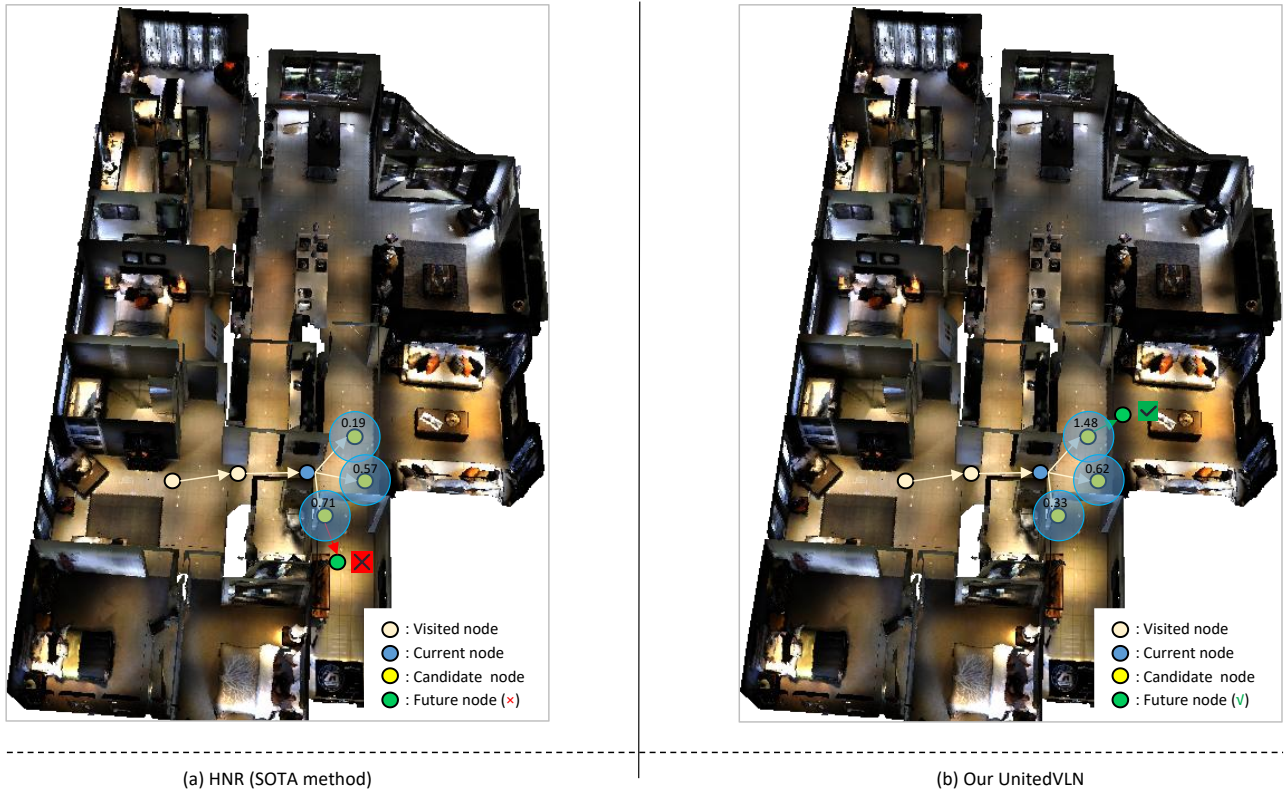 0.19
0.57
0.71
: Visited node
: Current node
: Candidate node
: Future node (×)
(a) HNR (SOTA method)
1.48
0.62
0.33
: Visited node
: Current node
: Candidate node
: Future node (√)
(b) Our UnitedVLN